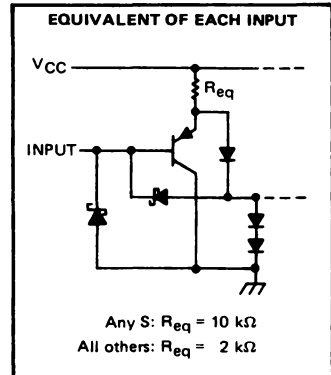 EQUIVALENT OF EACH INPUT
VCC
Req
INPUT
Any S: Req = 10 kΩ
All others: Req = 2 kΩ